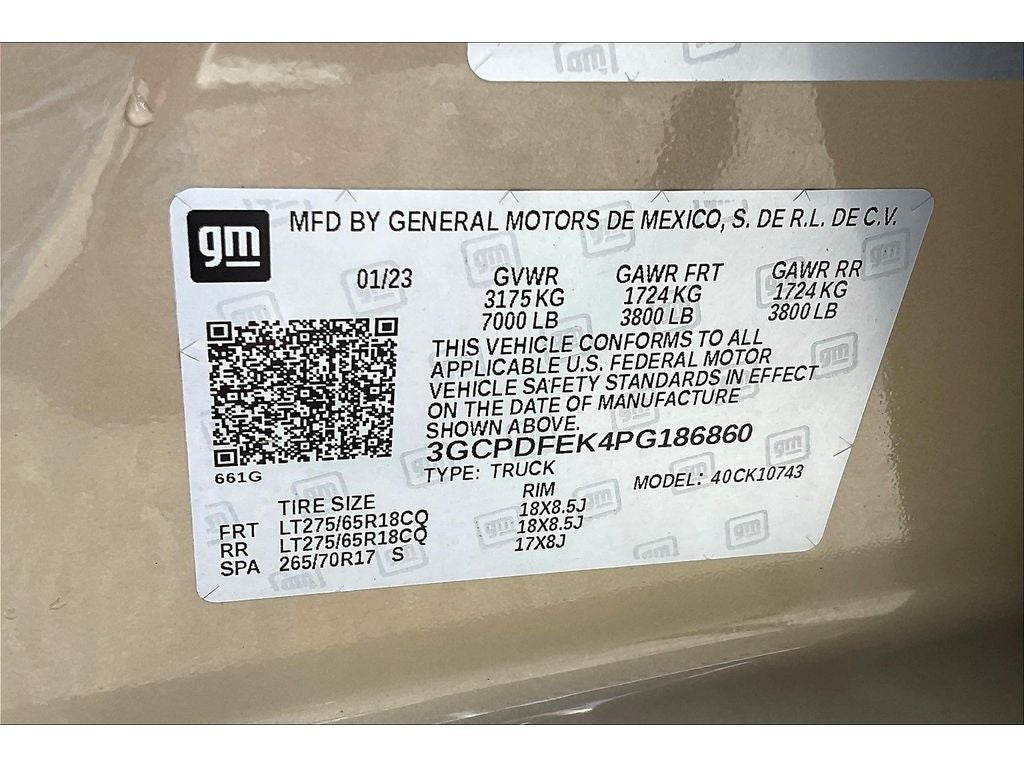 gm
MFD BY GENERAL MOTORS DE MEXICO, S. DE R.L. DE C.V.
01/23 GVWR GAWR FRT GAWR RR
3175 KG 1724 KG 1724 KG
7000 LB 3800 LB 3800 LB
THIS VEHICLE CONFORMS TO ALL
APPLICABLE U.S. FEDERAL MOTOR
VEHICLE SAFETY STANDARDS IN EFFECT
ON THE DATE OF MANUFACTURE
SHOWN ABOVE.
3GCPDFEK4PG186860
661G
TYPE: TRUCK MODEL: 40CK10743
TIRE SIZE RIM
FRT LT275/65R18CQ 18X8.5J
RR LT275/65R18CQ 18X8.5J
SPA 265/70R17 S 17X8J